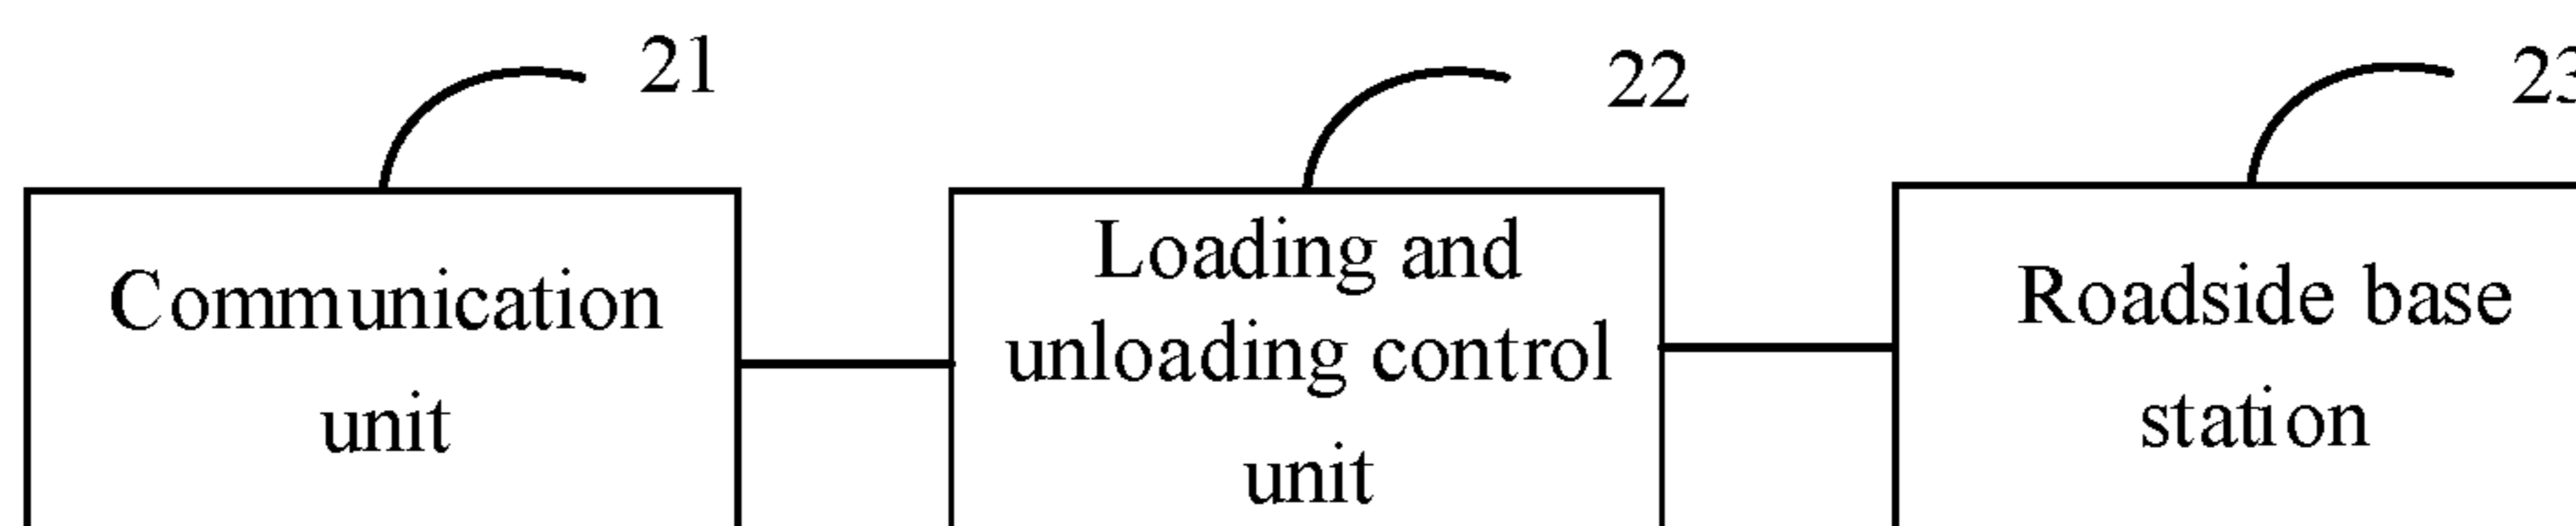 21
22
23
Communication
unit
Loading and
unloading control
unit
Roadside base
station